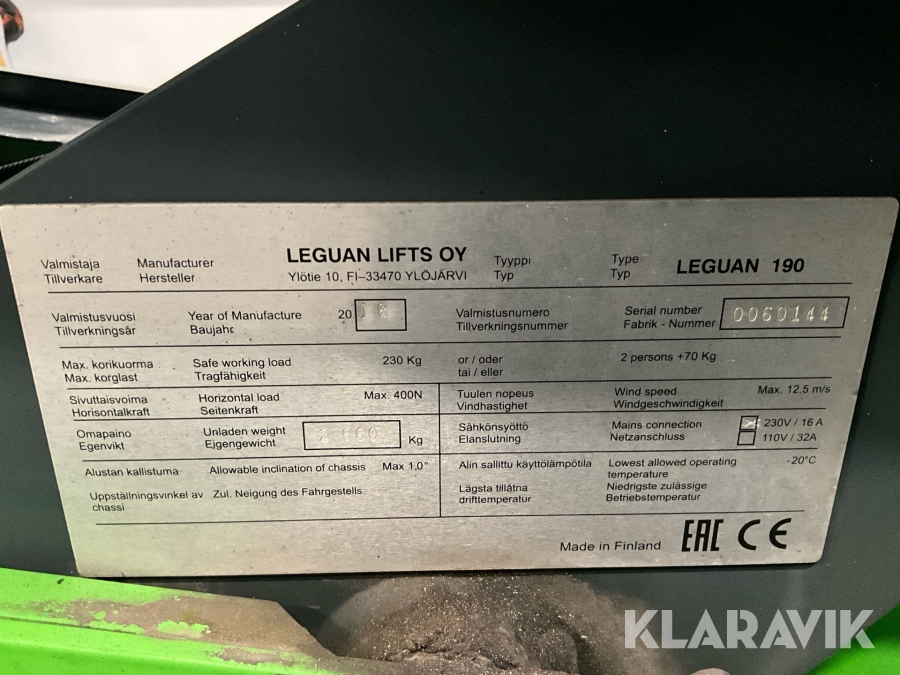 Valmistaja Manufacturer LEGUAN LIFTS OY Tyyppi Type LEGUAN 190
Tillverkare Hersteller Ylötie 10, FI–33470 YLÖJÄRVI Typ Typ
Valmistusvuosi Year of Manufacture 20 16 Valmistusnumero Serial number 0060144
Tillverkningsår Baujahr Tillverkningsnummer Fabrik - Nummer
Max. korikuorma Safe working load 230 Kg or / oder 2 persons +70 Kg
Max. korglast Tragfähigkeit tai / eller
Sivuttaisvoima Horizontal load Max. 400N Tuulen nopeus Wind speed Max. 12,5 m/s
Horisontalkraft Seitenkraft Vindhastighet Windgeschwindigkeit
Omapaino Unladen weight 2 660 Kg Sähkönsyöttö Mains connection 230V / 16 A
Egenvikt Eigengewicht Elanslutning Netzanschluss 110V / 32A
Alustan kallistuma Allowable inclination of chassis Max 1,0° Alin sallittu käyttölämpötila Lowest allowed operating temperature -20°C
Uppställningsvinkel av chassi Zul. Neigung des Fahrgestells Lägsta tillåtna drifttemperatur Niedrigste zulässige Betriebstemperatur
Made in Finland EAC CE
KLARAVIK